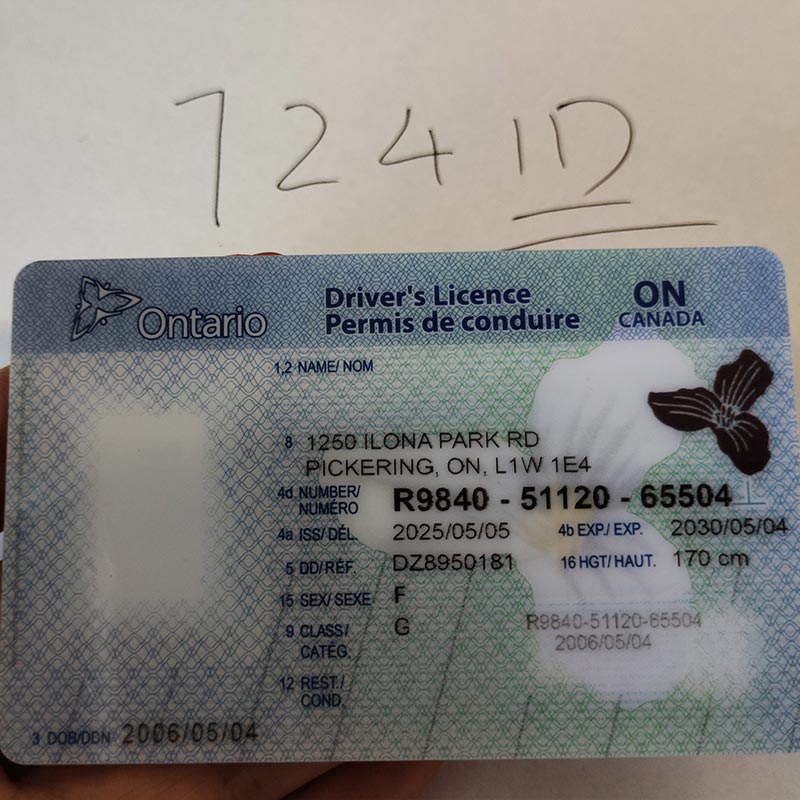 724 ID
Ontario
Driver's Licence
Permis de conduire
ON
CANADA
1,2 NAME/ NOM
8 1250 ILONA PARK RD
PICKERING, ON, L1W 1E4
4d NUMBER/
NUMÉRO
R9840 - 51120 - 65504
4a ISS/ DÉL. 2025/05/05 4b EXP./ EXP. 2030/05/04
5 DD/RÉF. DZ8950181 16 HGT/HAUT. 170 cm
15 SEX/ SEXE F
9 CLASS/
CATÉG.
G
R9840-51120-65504
2006/05/04
12 REST./
COND.
3 DOB/DDN 2006/05/04